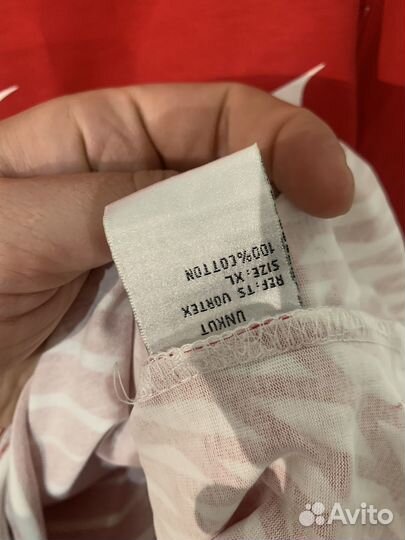 UNKUT
REF:TS VORTEX
SIZE: XL
100%COTTON
Avito